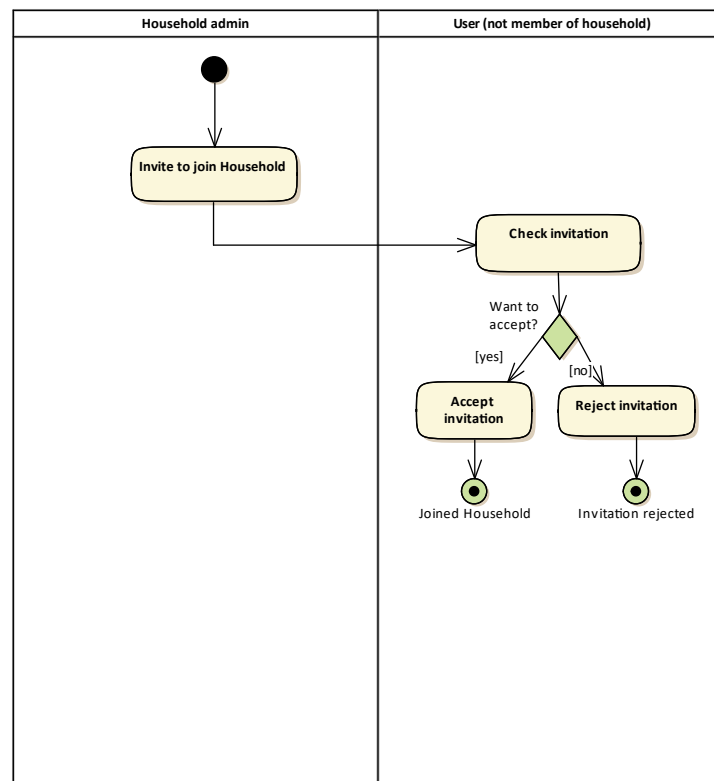 Household admin
User (not member of household)
Invite to join Household
Check invitation
Want to
accept?
[yes]
[no]
Accept
invitation
Reject invitation
Joined Household
Invitation rejected